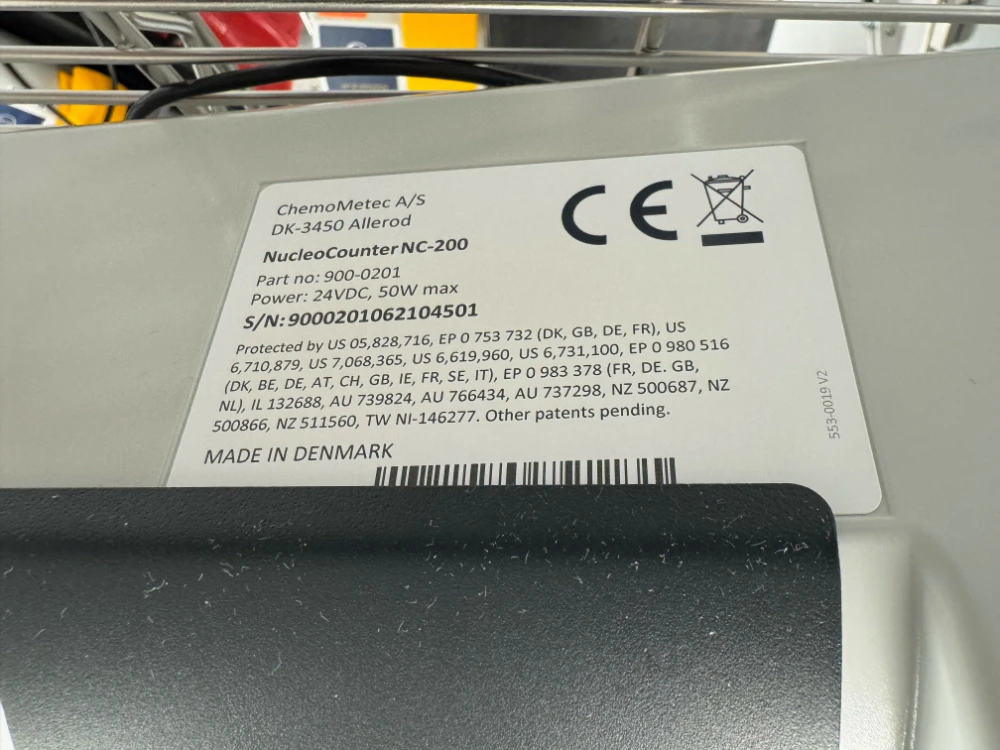 ChemoMetec A/S
DK-3450 Allerod
NucleoCounter NC-200
Part no: 900-0201
Power: 24VDC, 50W max
S/N: 9000201062104501
Protected by US 05,828,716, EP 0 753 732 (DK, GB, DE, FR), US
6,710,879, US 7,068,365, US 6,619,960, US 6,731,100, EP 0 980 516
(DK, BE, DE, AT, CH, GB, IE, FR, SE, IT), EP 0 983 378 (FR, DE. GB,
NL), IL 132688, AU 739824, AU 766434, AU 737298, NZ 500687, NZ
500866, NZ 511560, TW NI-146277. Other patents pending.
MADE IN DENMARK
CE
553-0019 V2